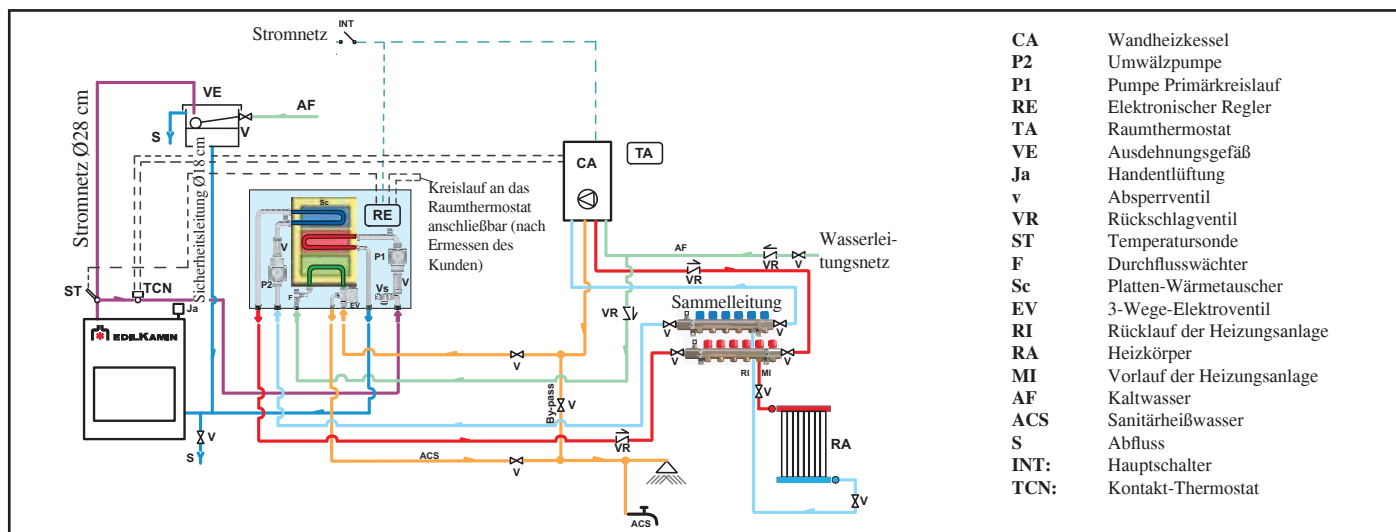 Stromnetz
INT
VE
AF
V
S
Stromnetz Ø28 cm
Sicherheitsleitung Ø18 cm
ST
TCN
Ja
EDILKAMIN
V
S
Sc
RE
V
P1
P2
V
Vs
F
EV
Kreislauf an das
Raumthermostat
anschließbar (nach
Ermessen des
Kunden)
CA
TA
AF
VR
V
Wasserlei-
tungsnetz
VR
VR
Sammelleitung
V
V
V
V
RI
MI
V
V
By-pass
V
VR
ACS
V
ACS
RA
V
CA Wandheizkessel
P2 Umwälzpumpe
P1 Pumpe Primärkreislauf
RE Elektronischer Regler
TA Raumthermostat
VE Ausdehnungsgefäß
Ja Handentlüftung
v Absperrventil
VR Rückschlagventil
ST Temperatursonde
F Durchflusswächter
Sc Platten-Wärmetauscher
EV 3-Wege-Elektroventil
RI Rücklauf der Heizungsanlage
RA Heizkörper
MI Vorlauf der Heizungsanlage
AF Kaltwasser
ACS Sanitärheißwasser
S Abfluss
INT: Hauptschalter
TCN: Kontakt-Thermostat